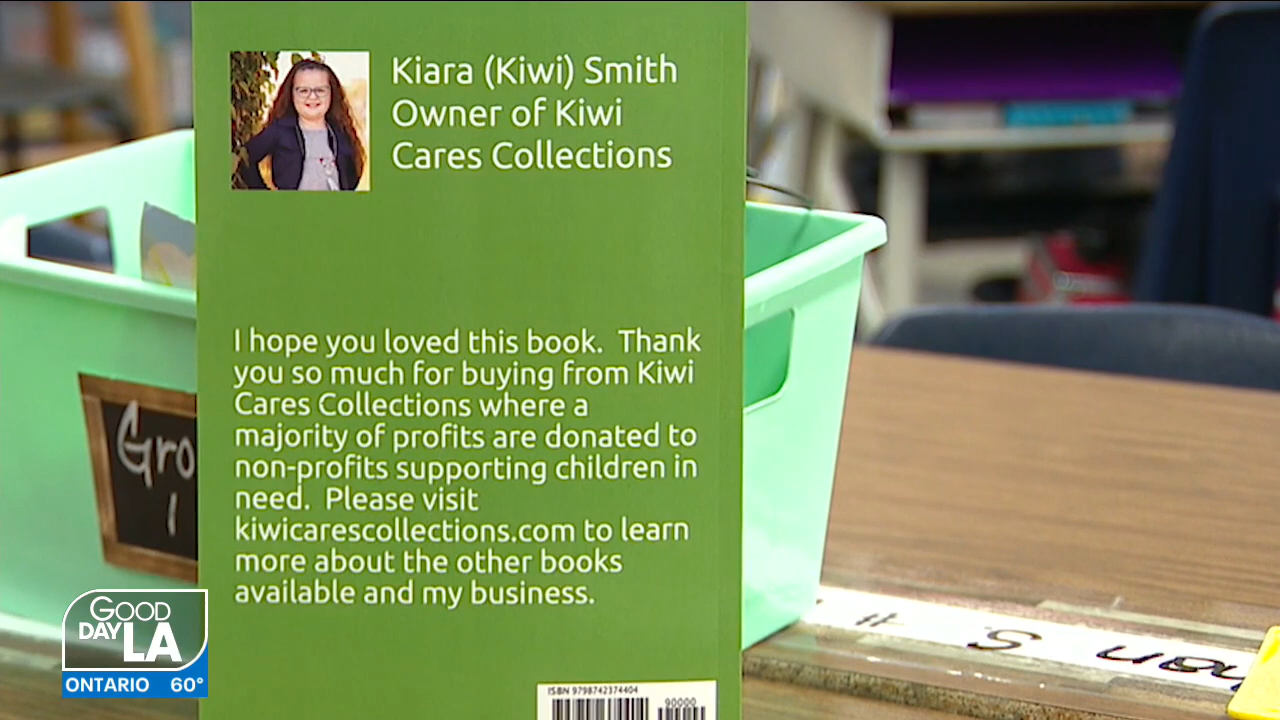 Kiara (Kiwi) Smith
Owner of Kiwi
Cares Collections
I hope you loved this book.  Thank
you so much for buying from Kiwi
Cares Collections where a
majority of profits are donated to
non-profits supporting children in
need.  Please visit
kiwicarescollections.com to learn
more about the other books
available and my business.
ISBN 9798742374404
90000
Gro
1
GOOD
DAY LA
ONTARIO 60°